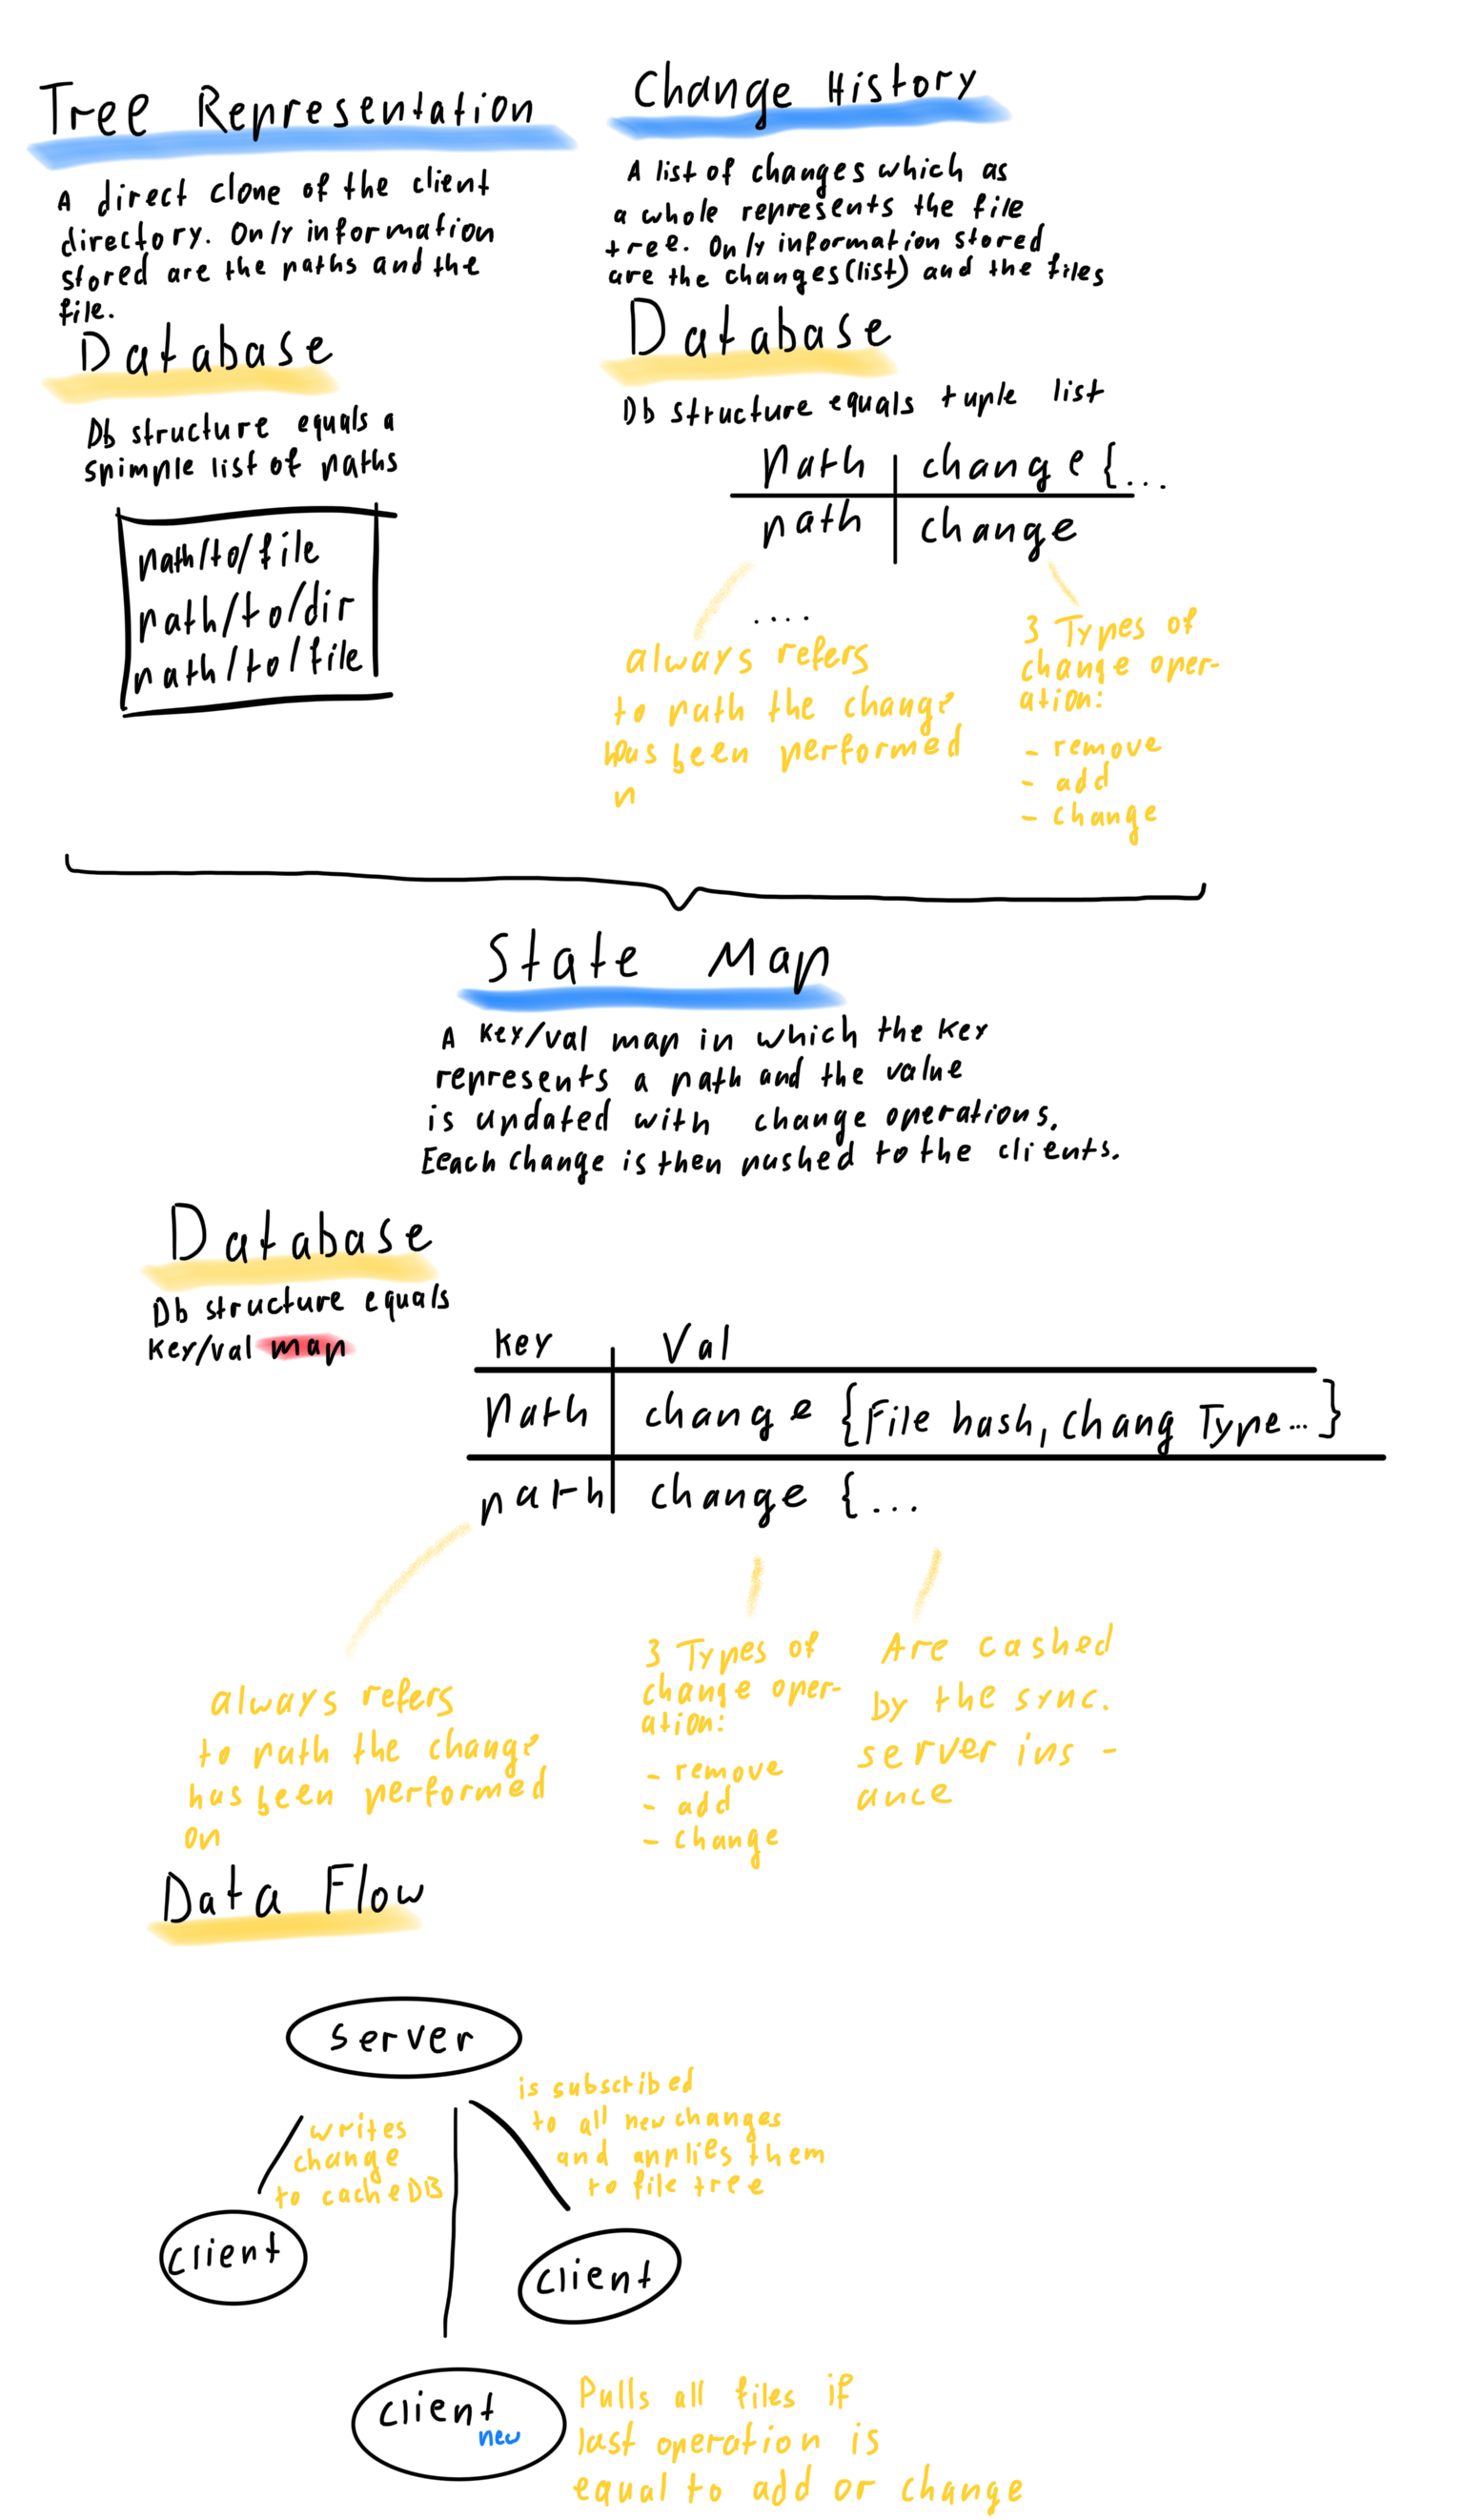 Tree Representation
A direct clone of the client
directory. Only information
stored are the paths and the
file.
Database
Db structure equals a
spimple list of paths
path/to/file
path/to/dir
path/to/file
Change History
A list of changes which as
a whole represents the file
tree. Only information stored
are the changes(list) and the files
Database
Db structure equals tuple list
Path change {...
path change
....
always refers
to path the change
has been performed
n
3 Types of
change oper-
ation:
- remove
- add
- change
State Map
A key/val map in which the key
represents a path and the value
is updated with change operations.
Eeach change is then pushed to the clients.
Database
Db structure equals
key/val map
key Val
Path change {File hash, Chang Type...}
path change {...
always refers
to path the change
has been performed
on
3 Types of
change oper-
ation:
- remove
- add
- change
Are cashed
by the sync.
server ins-
ance
Data Flow
server
writes
change
to cacheDB
is subscribed
to all new changes
and applies them
to file tree
client
client
client
new
Pulls all files if
last operation is
equal to add or change